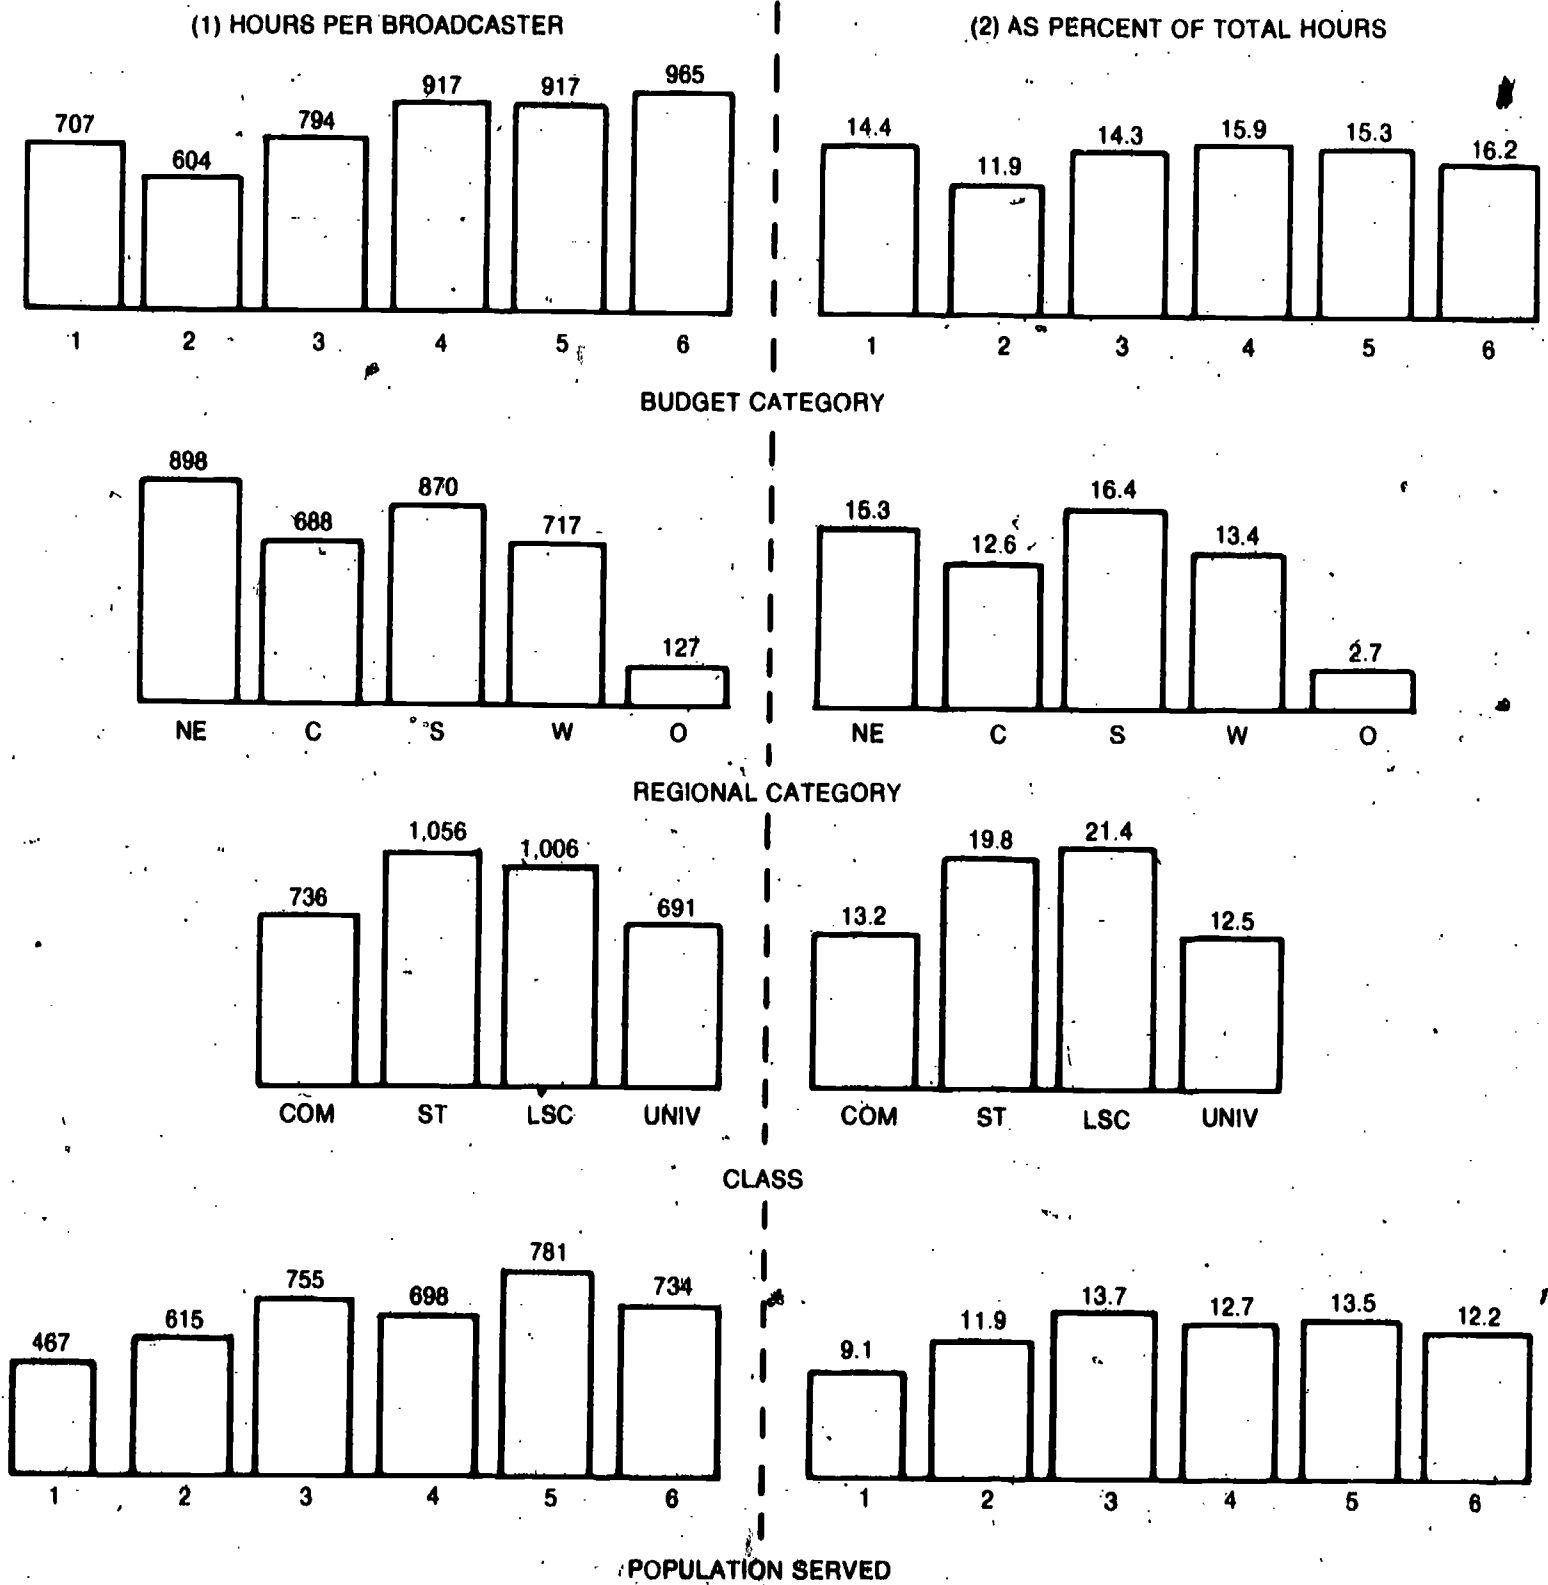 (1) HOURS PER BROADCASTER
(2) AS PERCENT OF TOTAL HOURS
707 604 794 917 917 965
14.4 11.9 14.3 15.9 15.3 16.2
1 2 3 4 5 6
1 2 3 4 5 6
BUDGET CATEGORY
898 688 870 717 127
15.3 12.6 16.4 13.4 2.7
NE C S W O
NE C S W O
REGIONAL CATEGORY
736 1,056 1,006 691
13.2 19.8 21.4 12.5
COM ST LSC UNIV
COM ST LSC UNIV
CLASS
467 615 755 698 781 734
9.1 11.9 13.7 12.7 13.5 12.2
1 2 3 4 5 6
1 2 3 4 5 6
POPULATION SERVED